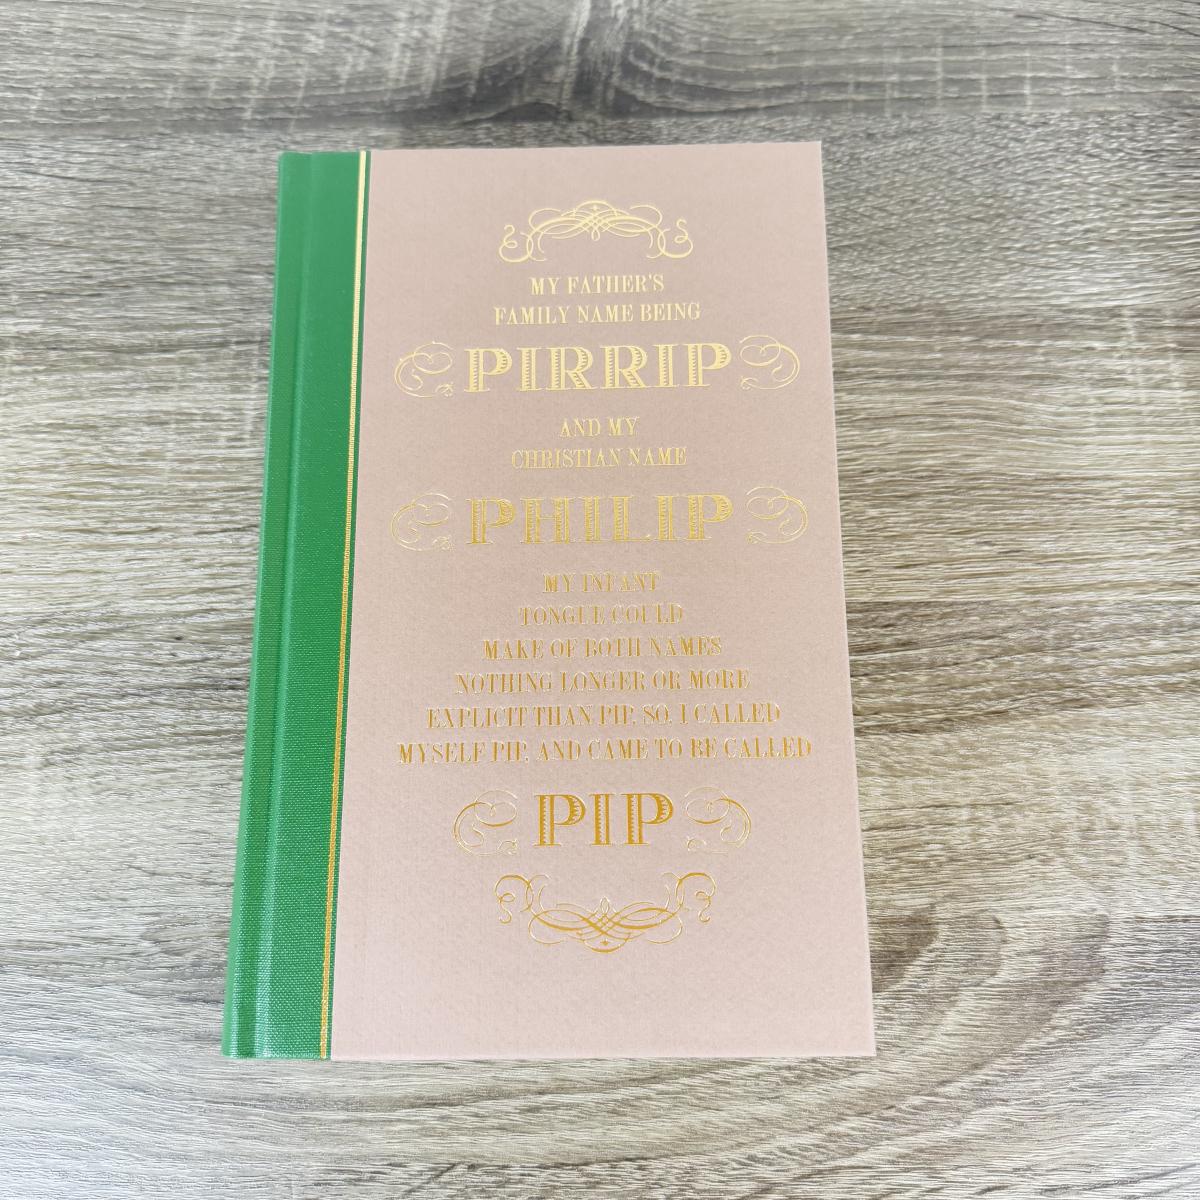 MY FATHER'S
FAMILY NAME BEING
PIRRIP
AND MY
CHRISTIAN NAME
PHILIP
MY INFANT
TONGUE COULD
MAKE OF BOTH NAMES
NOTHING LONGER OR MORE
EXPLICIT THAN PIP. SO, I CALLED
MYSELF PIP, AND CAME TO BE CALLED
PIP